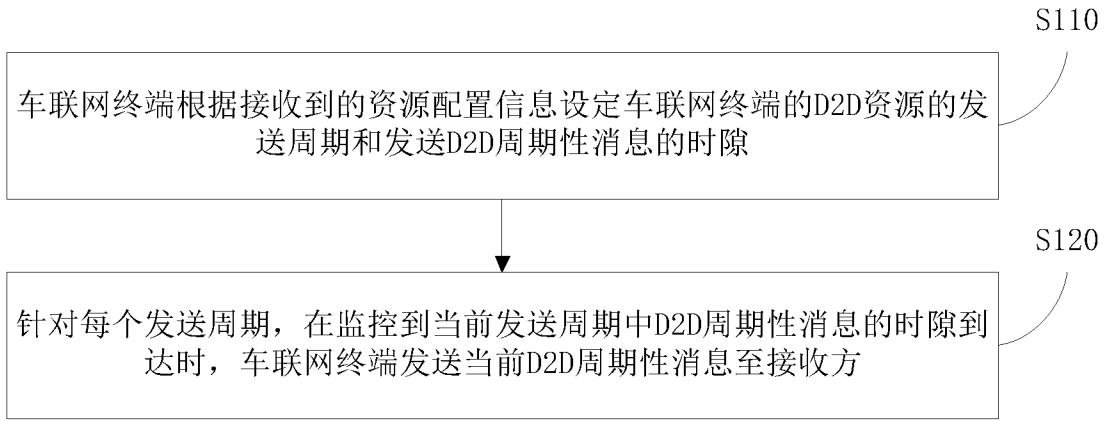 S110
车联网终端根据接收到的资源配置信息设定车联网终端的D2D资源的发
送周期和发送D2D周期性消息的时隙
S120
针对每个发送周期，在监控到当前发送周期中D2D周期性消息的时隙到
达时，车联网终端发送当前D2D周期性消息至接收方